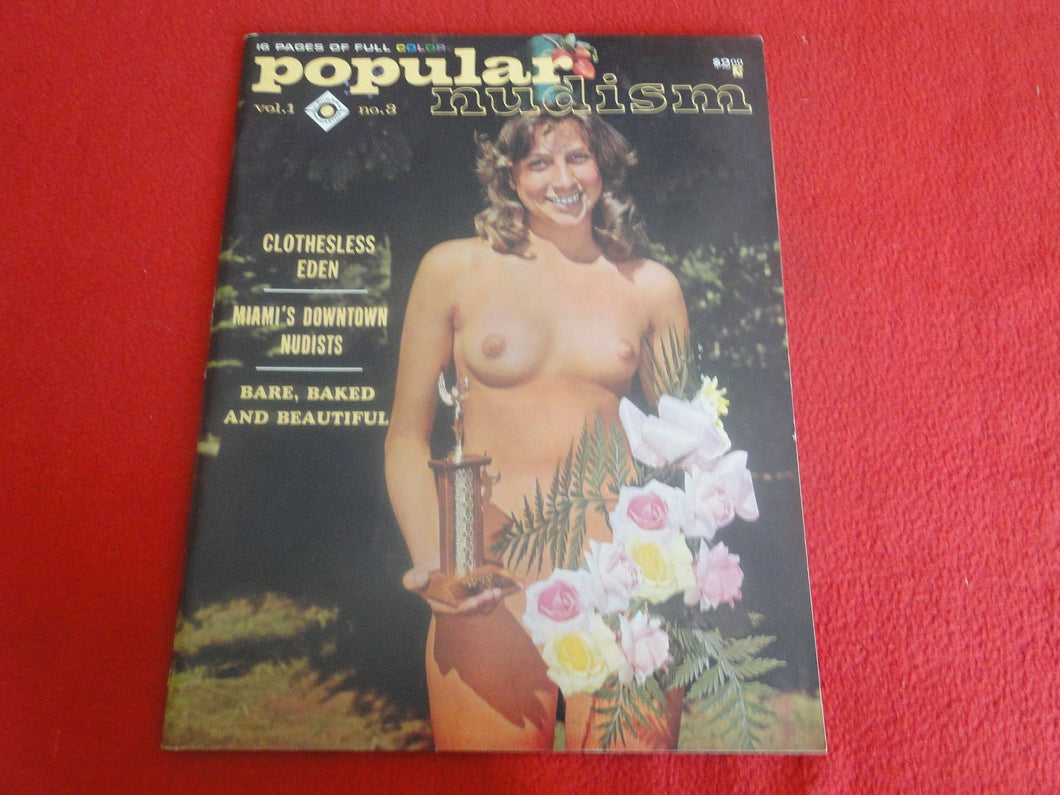 16 PAGES OF FULL COLOR
popular
nudism
$2.00
vol.1 no.3
CLOTHESLESS
EDEN
MIAMI'S DOWNTOWN
NUDISTS
BARE, BAKED
AND BEAUTIFUL